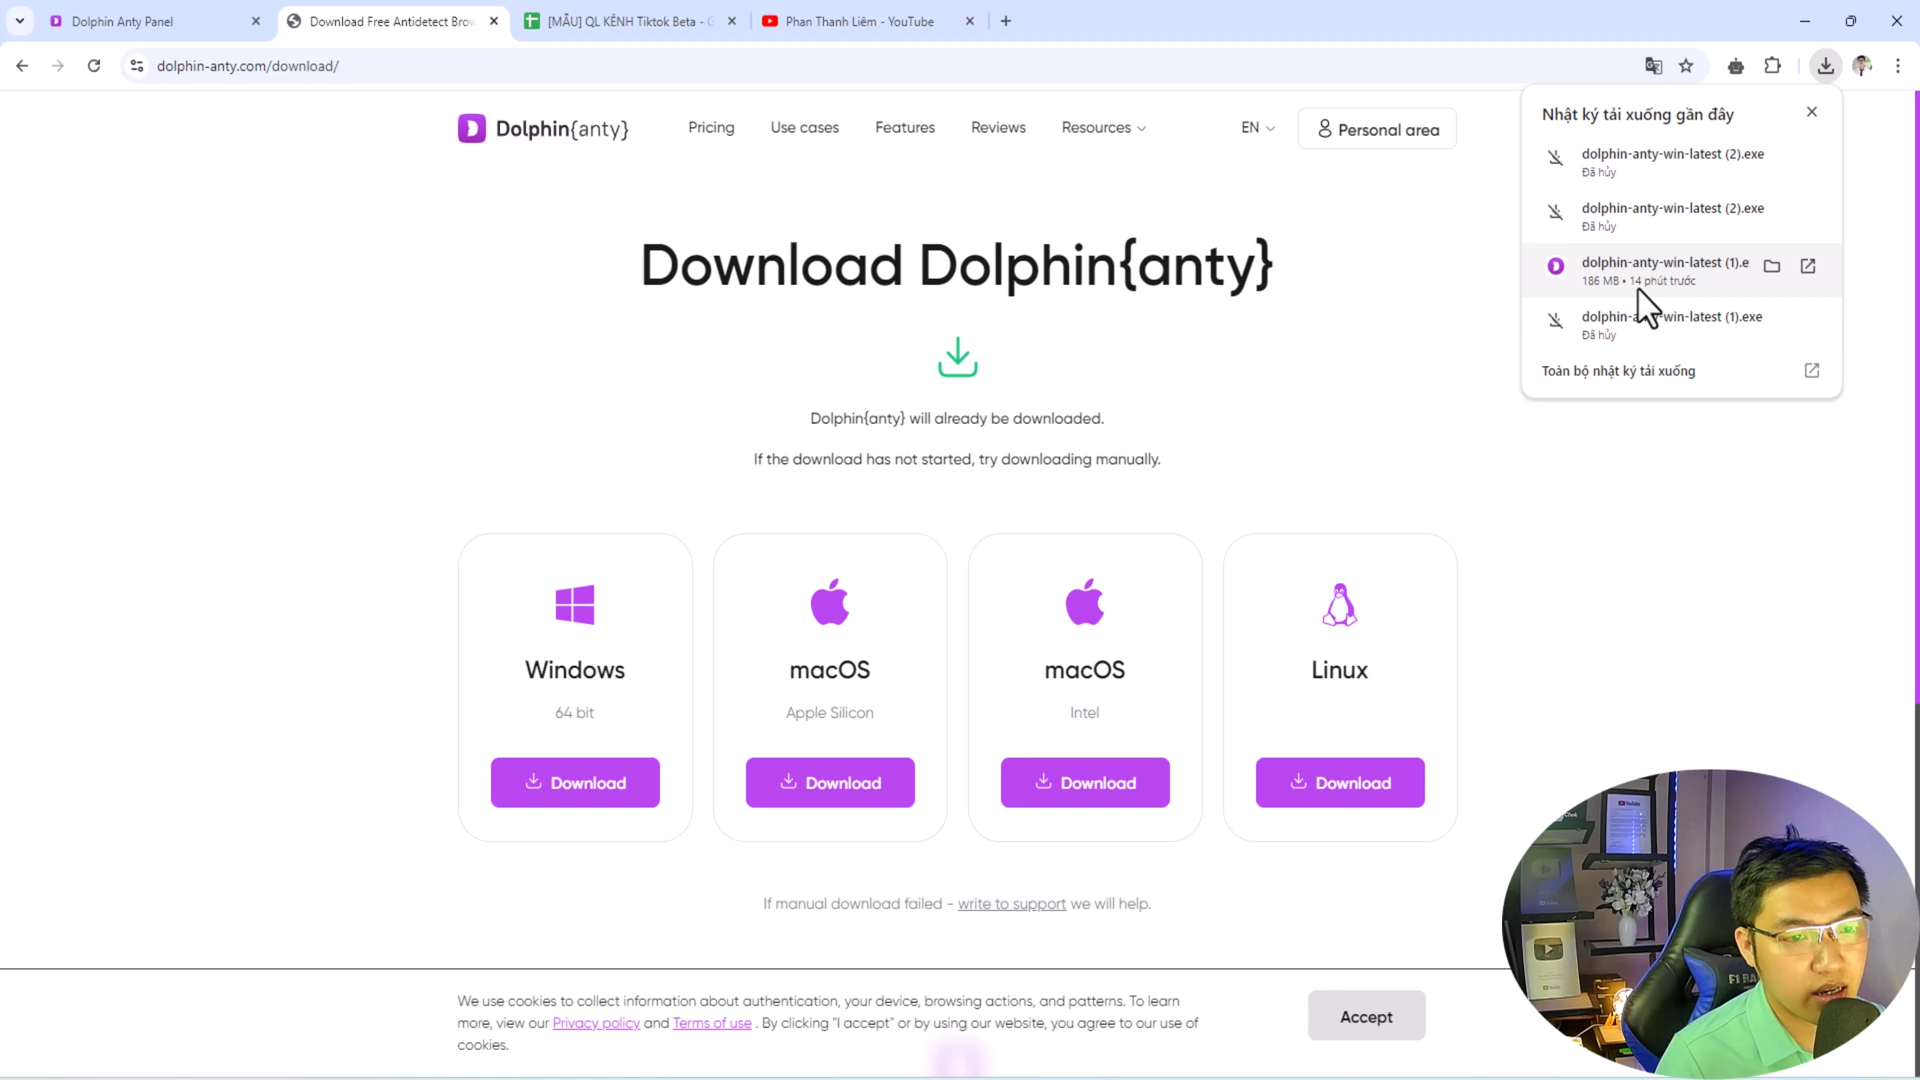 Dolphin Anty Panel
Download Free Antidetect Brow
[MẪU] QL KÊNH Tiktok Beta - G
Phan Thanh Liêm - YouTube
dolphin-anty.com/download/
Dolphin{anty}
Pricing
Use cases
Features
Reviews
Resources
EN
Personal area
Nhật ký tải xuống gần đây
dolphin-anty-win-latest (2).exe
Đã hủy
dolphin-anty-win-latest (2).exe
Đã hủy
dolphin-anty-win-latest (1).e
186 MB • 14 phút trước
dolphin-anty-win-latest (1).exe
Đã hủy
Toàn bộ nhật ký tải xuống
Download Dolphin{anty}
Dolphin{anty} will already be downloaded.
If the download has not started, try downloading manually.
Windows
64 bit
Download
macOS
Apple Silicon
Download
macOS
Intel
Download
Linux
Download
If manual download failed - write to support we will help.
We use cookies to collect information about authentication, your device, browsing actions, and patterns. To learn
more, view our Privacy policy and Terms of use . By clicking "I accept" or by using our website, you agree to our use of
cookies.
Accept